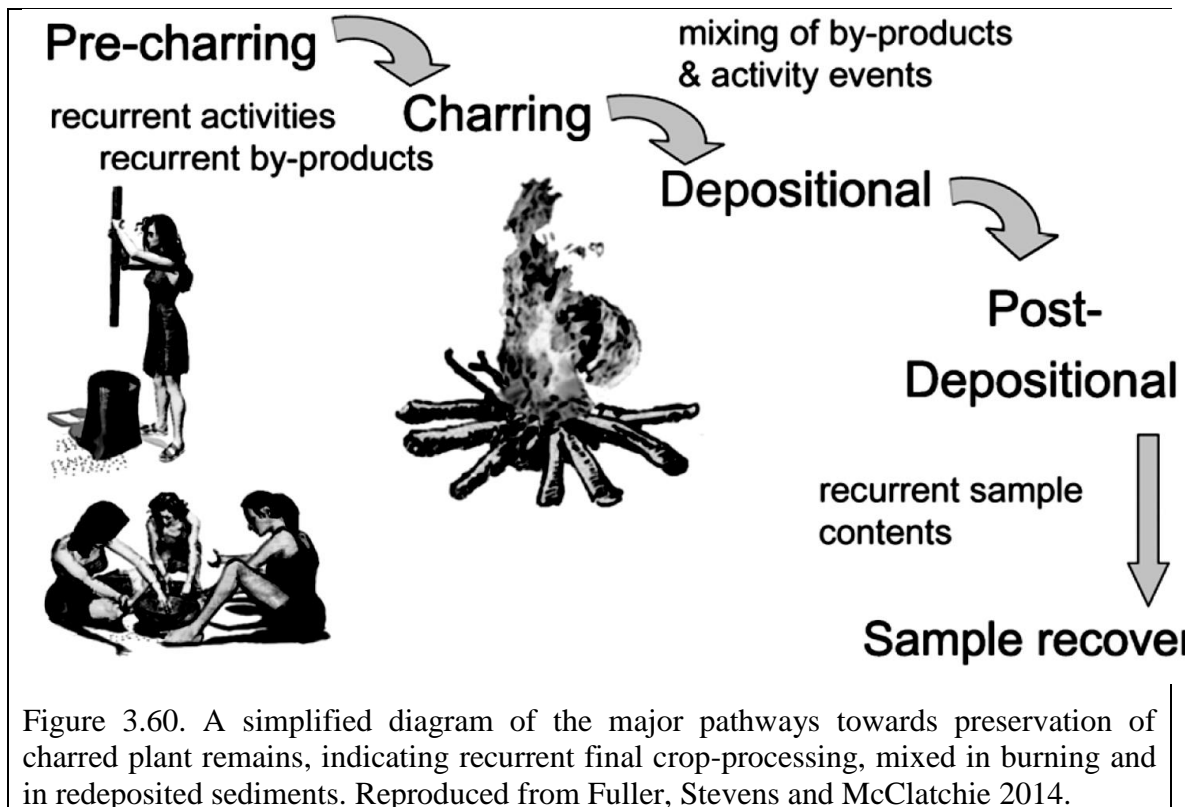 Pre-charring
mixing of by-products
& activity events
Charring
recurrent activities
recurrent by-products
Depositional
Post-
Depositional
recurrent sample
contents
Sample recover
Figure 3.60. A simplified diagram of the major pathways towards preservation of
charred plant remains, indicating recurrent final crop-processing, mixed in burning and
in redeposited sediments. Reproduced from Fuller, Stevens and McClatchie 2014.